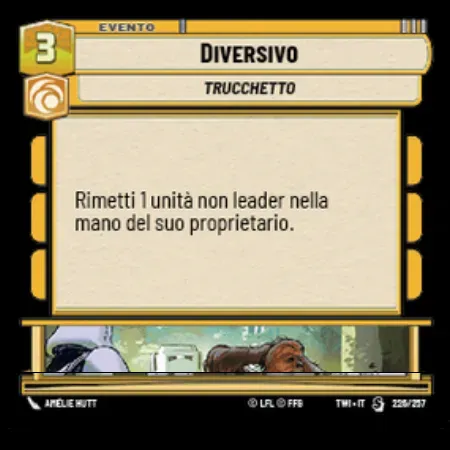 EVENTO
3
DIVERSIVO
TRUCCHETTO
Rimetti 1 unità non leader nella
mano del suo proprietario.
AMÉLIE HUTT
© LFL © FFG
TWI • IT
226/257